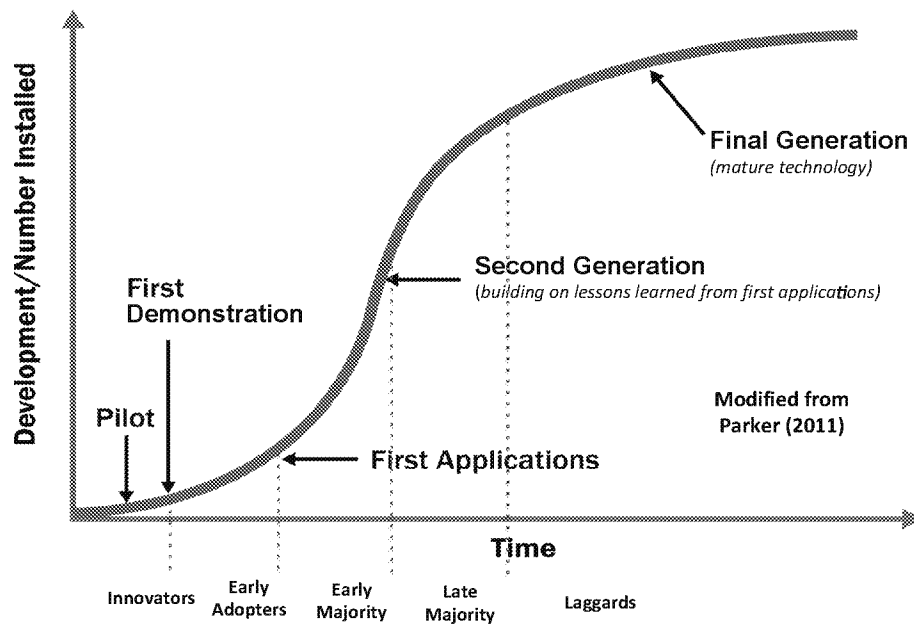 Development/Number Installed
First
Demonstration
Pilot
Final Generation
(mature technology)
Second Generation
(building on lessons learned from first applications)
Modified from
Parker (2011)
First Applications
Time
Innovators
Early
Adopters
Early
Majority
Late
Majority
Laggards